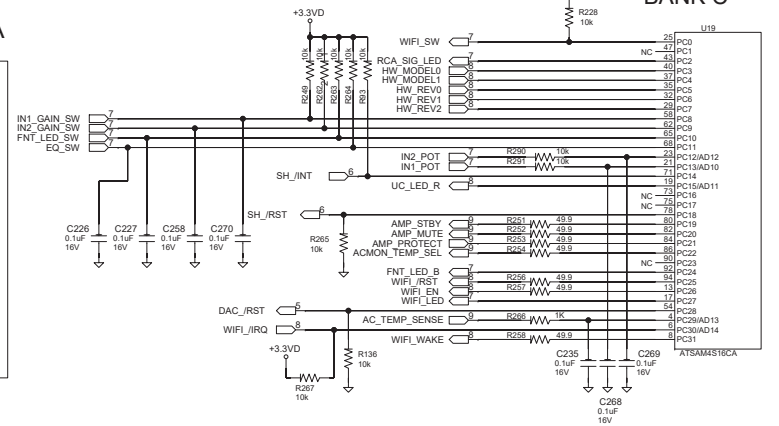 A
BANK C
R228
10k
+3.3VD
U19
ATSAM4S16CA
WIFI_SW 7
25 PC0
NC 47 PC1
RCA_SIG_LED 7
43 PC2
HW_MODEL0 8
40 PC3
HW_MODEL1 8
37 PC4
HW_REV0 8
35 PC5
HW_REV1 8
32 PC6
HW_REV2 8
29 PC7
58 PC8
62 PC9
65 PC10
68 PC11
10k 10k 10k 10k 10k
R249 R262 R263 R264 R93
IN1_GAIN_SW 7
IN2_GAIN_SW 7
FNT_LED_SW 7
EQ_SW 7
IN2_POT 7 R290 10k 23 PC12/AD12
IN1_POT 7 R291 10k 21 PC13/AD10
SH_/INT 6 71 PC14
UC_LED_R 8 19 PC15/AD11
NC 73 PC16
NC 75 PC17
SH_/RST 6 78 PC18
AMP_STBY 9 R251 49.9 80 PC19
AMP_MUTE 9 R252 49.9 82 PC20
AMP_PROTECT 9 R253 49.9 84 PC21
ACMON_TEMP_SEL 9 R254 49.9 86 PC22
NC 90 PC23
FNT_LED_B 7 92 PC24
WIFI_/RST 8 R256 49.9 94 PC25
WIFI_EN 8 R257 49.9 13 PC26
WIFI_LED 7 17 PC27
DAC_/RST 5 54 PC28
AC_TEMP_SENSE 9 R266 1K 4 PC29/AD13
WIFI_/IRQ 8 6 PC30/AD14
WIFI_WAKE 8 R258 49.9 8 PC31
C226
0.1uF
16V
C227
0.1uF
16V
C258
0.1uF
16V
C270
0.1uF
16V
R265
10k
+3.3VD
R267
10k
R136
10k
C235
0.1uF
16V
C268
0.1uF
16V
C269
0.1uF
16V